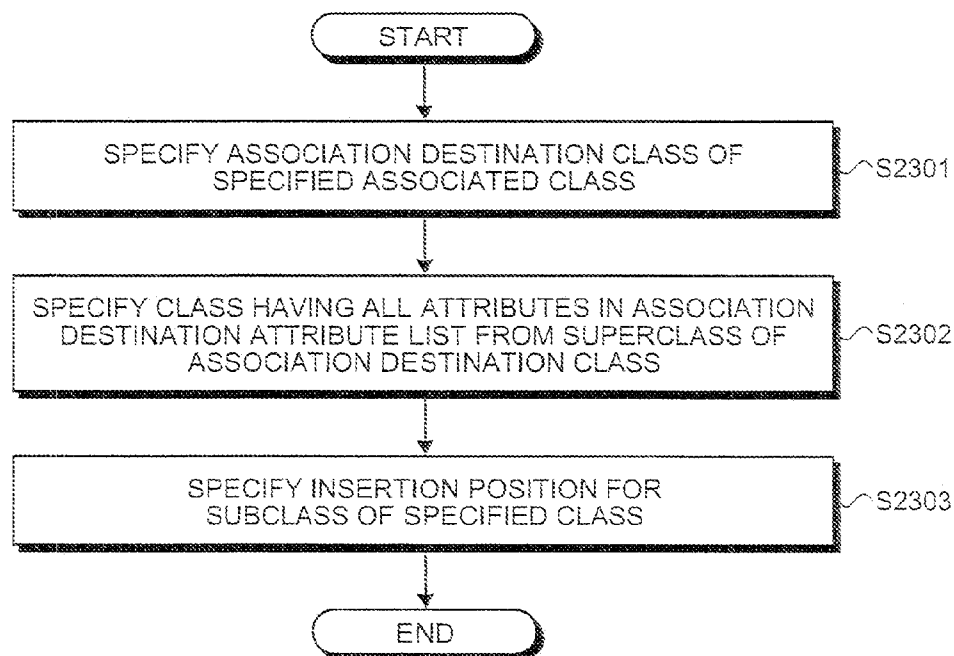 START
SPECIFY ASSOCIATION DESTINATION CLASS OF
SPECIFIED ASSOCIATED CLASS
S2301
SPECIFY CLASS HAVING ALL ATTRIBUTES IN ASSOCIATION
DESTINATION ATTRIBUTE LIST FROM SUPERCLASS OF
ASSOCIATION DESTINATION CLASS
S2302
SPECIFY INSERTION POSITION FOR
SUBCLASS OF SPECIFIED CLASS
S2303
END